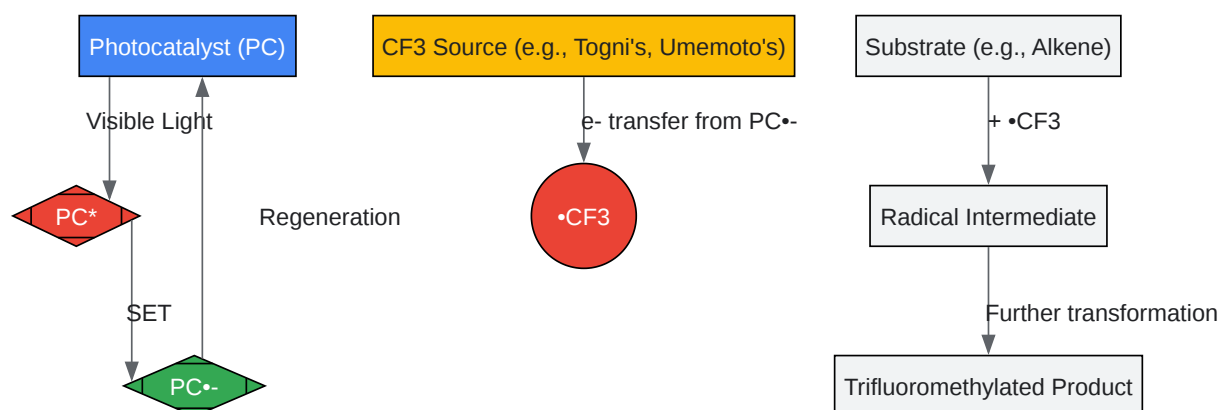 Photocatalyst (PC)
CF3 Source (e.g., Togni's, Umemoto's)
Substrate (e.g., Alkene)
Visible Light
e- transfer from PC•-
+ •CF3
PC*
Regeneration
•CF3
Radical Intermediate
SET
Further transformation
PC•-
Trifluoromethylated Product